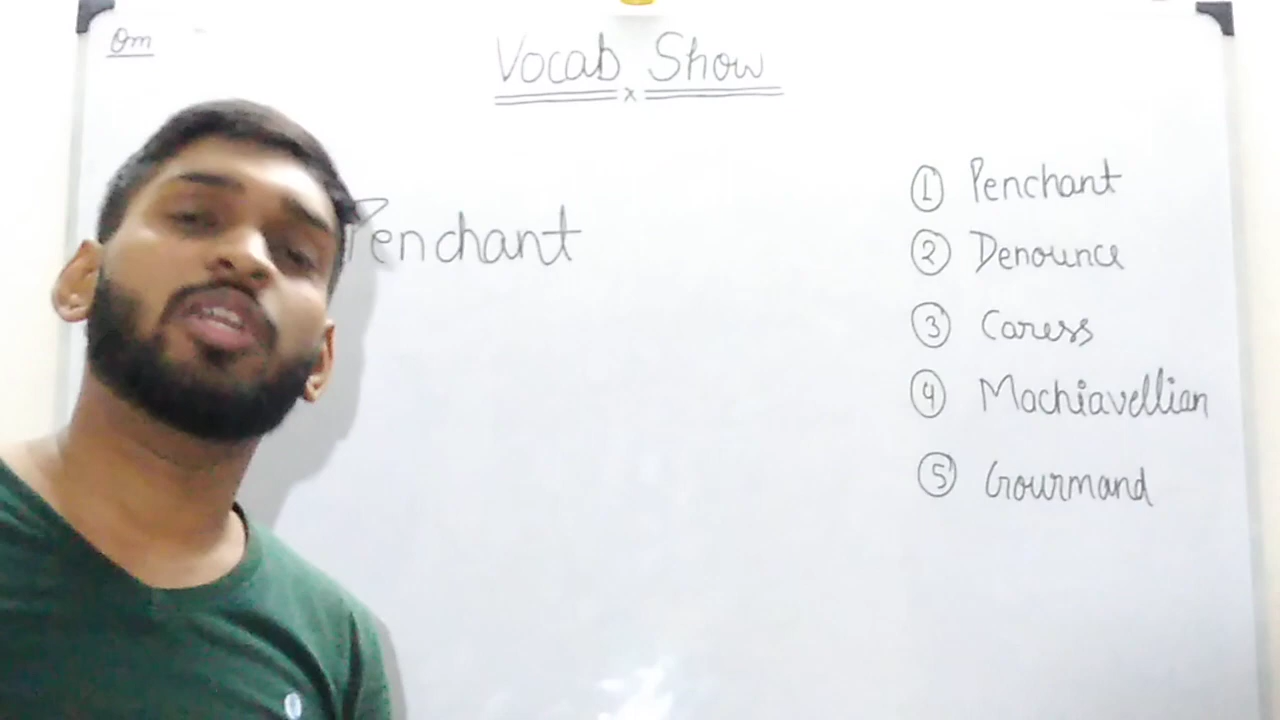 Om
Vocab Show
x
Penchant
① Penchant
② Denounce
③ Caress
④ Machiavellian
⑤ Gourmand